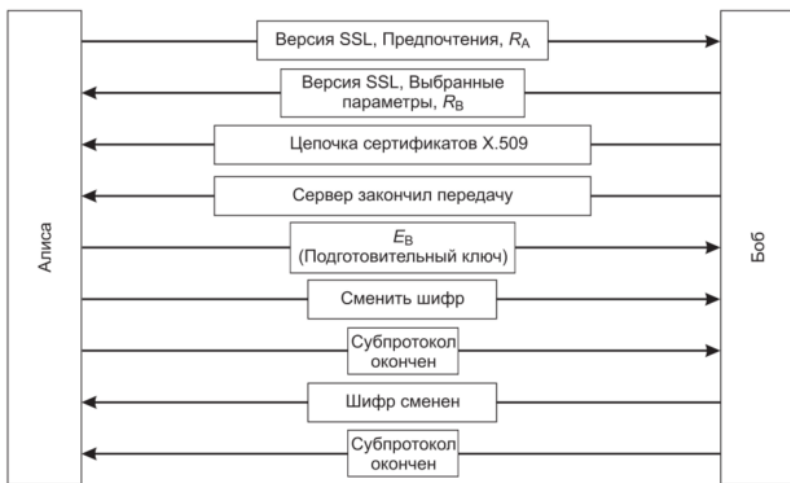 Версия SSL, Предпочтения, RA
Версия SSL, Выбранные
параметры, RB
Цепочка сертификатов X.509
Сервер закончил передачу
EB
(Подготовительный ключ)
Сменить шифр
Субпротокол
окончен
Шифр сменен
Субпротокол
окончен
Алиса
Боб